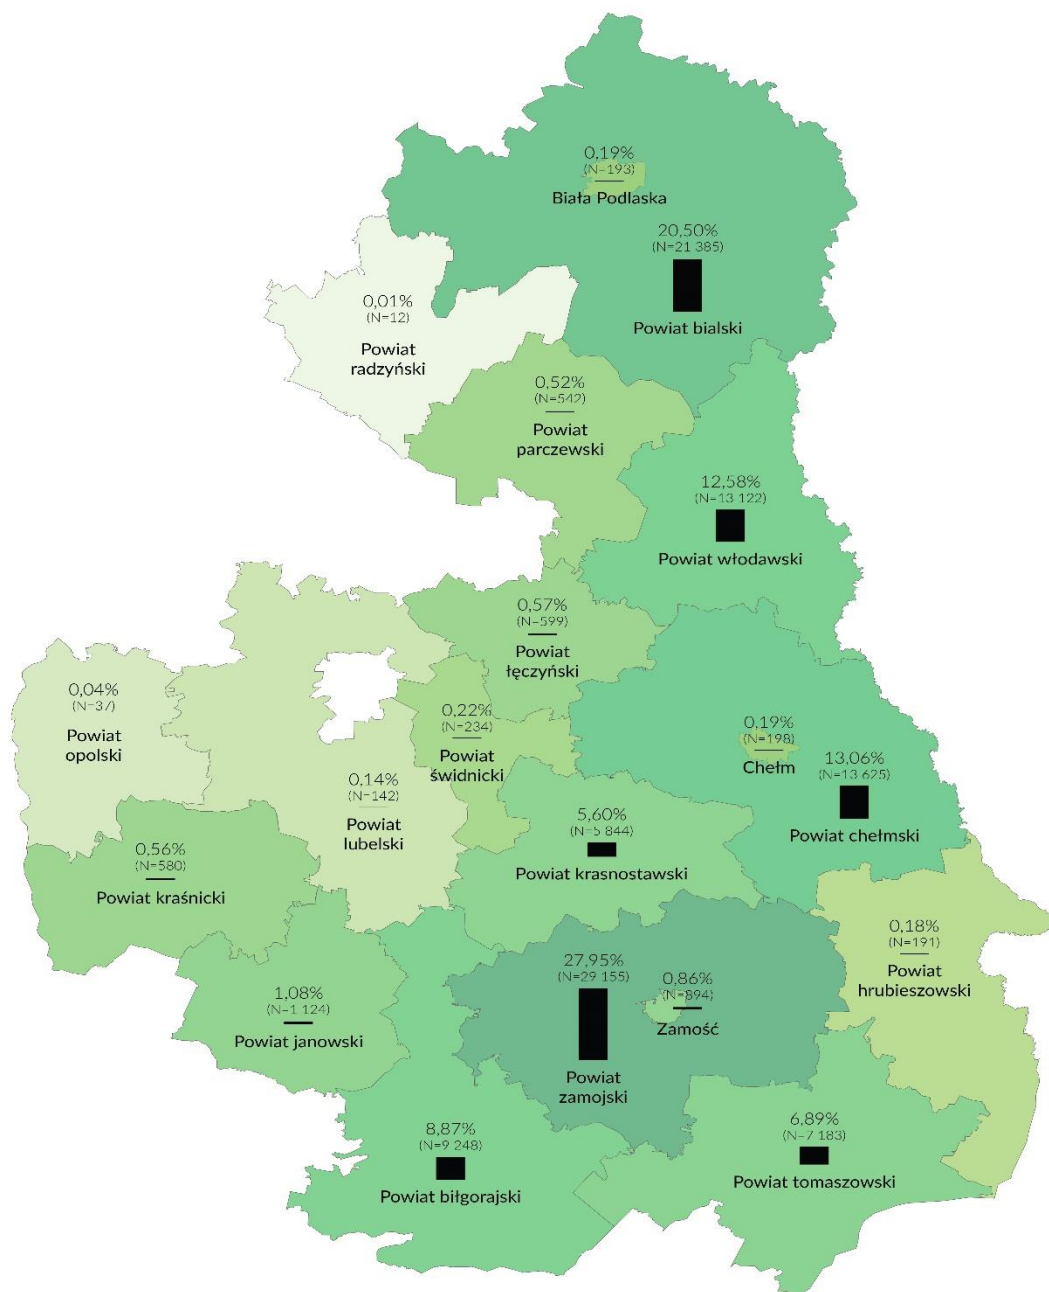 0,19%
(N=193)
Biała Podlaska
20,50%
(N=21 385)
Powiat bialski
0,01%
(N=12)
Powiat
radzyński
0,52%
(N=542)
Powiat
parczewski
12,58%
(N=13 122)
Powiat włodawski
0,57%
(N=599)
Powiat
łęczyński
0,04%
(N=37)
Powiat
opolski
0,22%
(N=234)
Powiat
świdnicki
0,19%
(N=198)
Chełm
13,06%
(N=13 625)
Powiat chełmski
0,14%
(N=142)
Powiat
lubelski
5,60%
(N=5 844)
Powiat krasnostawski
0,56%
(N=580)
Powiat kraśnicki
0,18%
(N=191)
Powiat
hrubieszowski
27,95%
(N=29 155)
Powiat
zamojski
0,86%
(N=894)
Zamość
1,08%
(N=1 124)
Powiat janowski
8,87%
(N=9 248)
Powiat biłgorajski
6,89%
(N=7 183)
Powiat tomaszowski